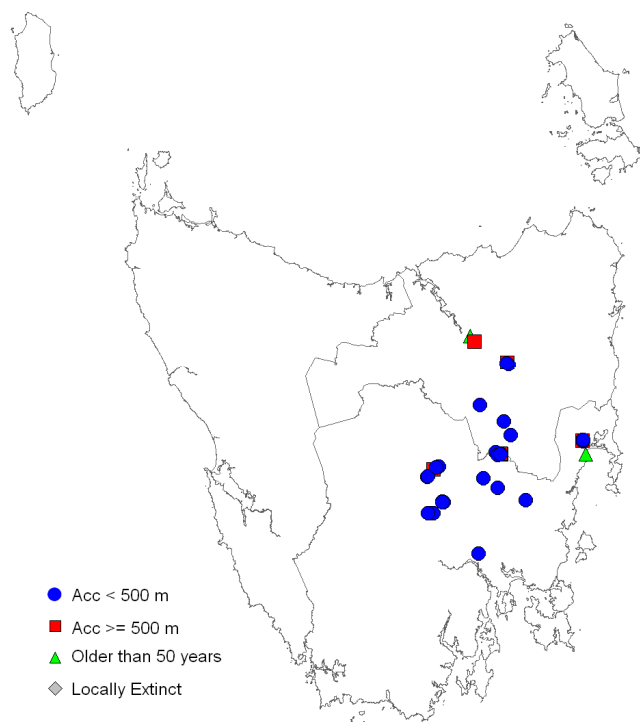 Acc < 500 m
Acc >= 500 m
Older than 50 years
Locally Extinct